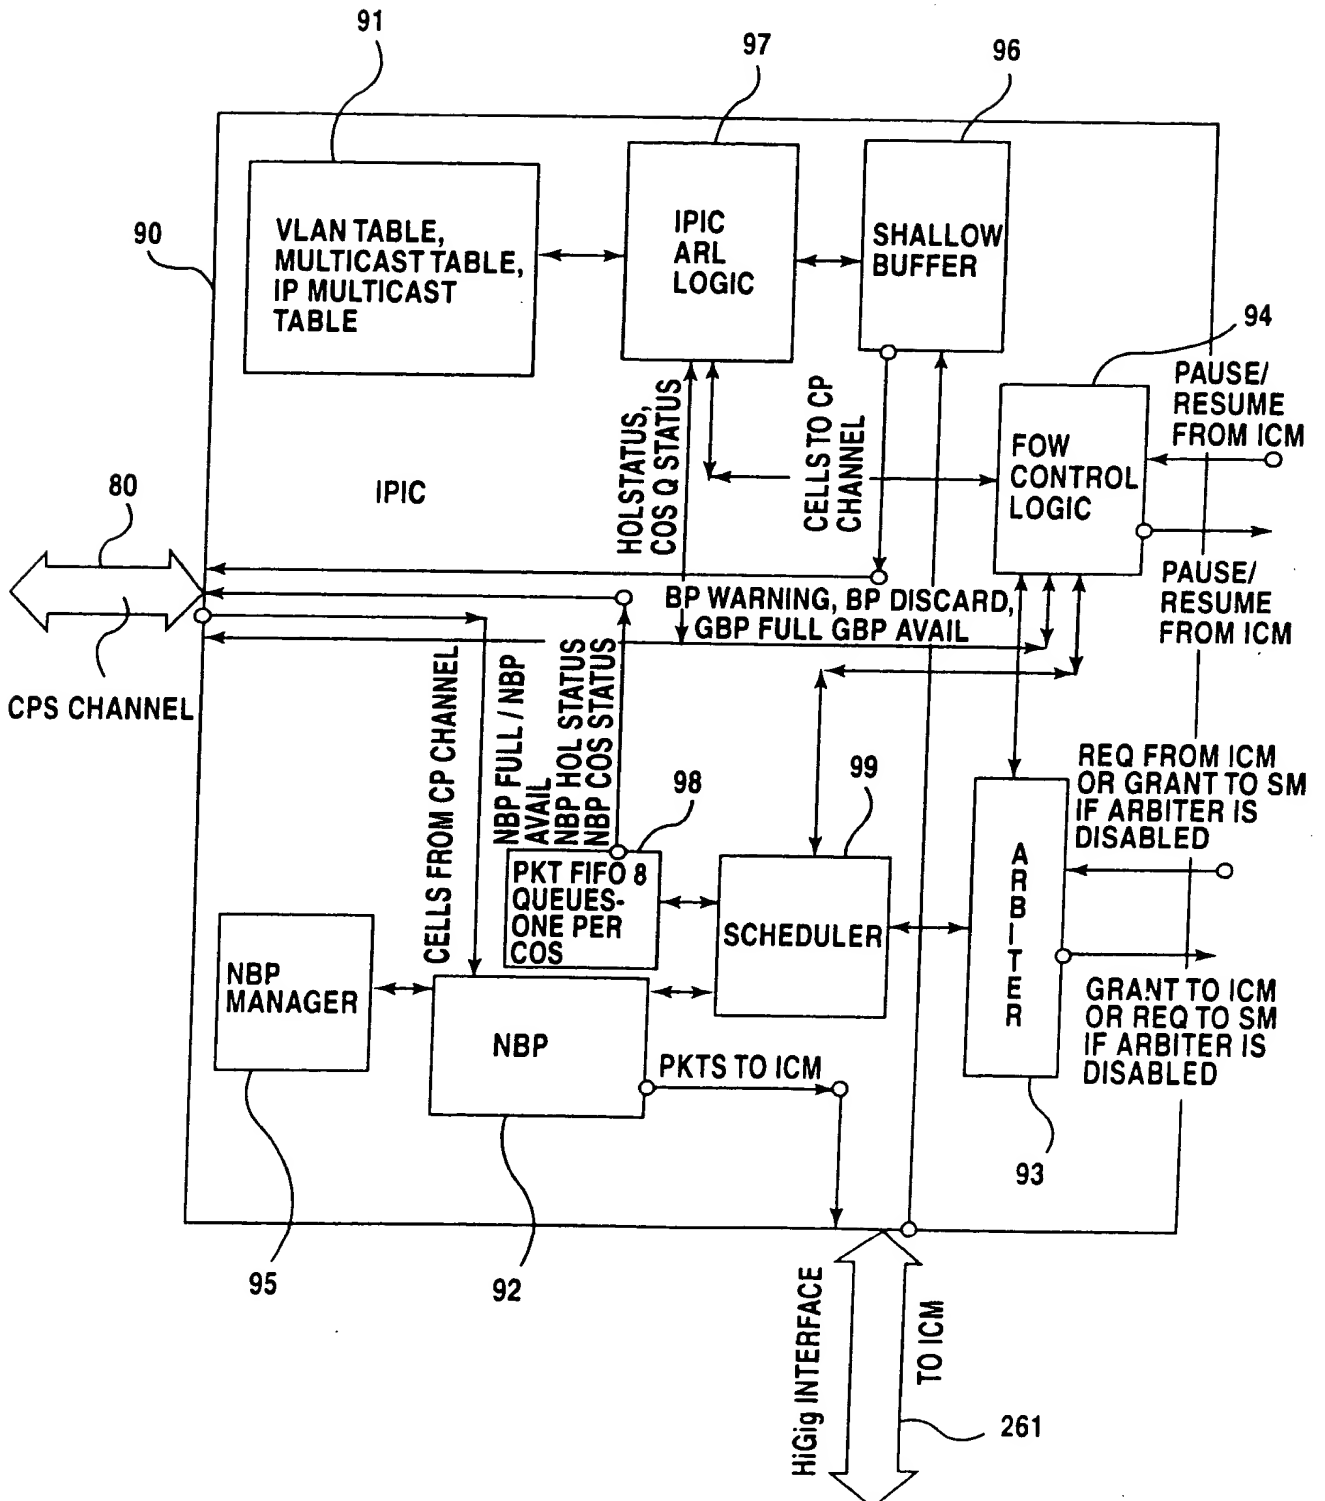 91
97
96
90
VLAN TABLE,
MULTICAST TABLE,
IP MULTICAST
TABLE
IPIC
ARL
LOGIC
SHALLOW
BUFFER
94
PAUSE/
RESUME
FROM ICM
HOLSTATUS,
COS Q STATUS
CELLS TO CP
CHANNEL
FOW
CONTROL
LOGIC
IPIC
80
PAUSE/
RESUME
FROM ICM
BP WARNING, BP DISCARD,
GBP FULL GBP AVAIL
CPS CHANNEL
CELLS FROM CP CHANNEL
NBP FULL / NBP
AVAIL
NBP HOL STATUS
NBP COS STATUS
98
99
REQ FROM ICM
OR GRANT TO SM
IF ARBITER IS
DISABLED
PKT FIFO 8
QUEUES-
ONE PER
COS
SCHEDULER
ARBITER
NBP
MANAGER
NBP
PKTS TO ICM
GRANT TO ICM
OR REQ TO SM
IF ARBITER IS
DISABLED
93
95
92
HiGig INTERFACE
TO ICM
261